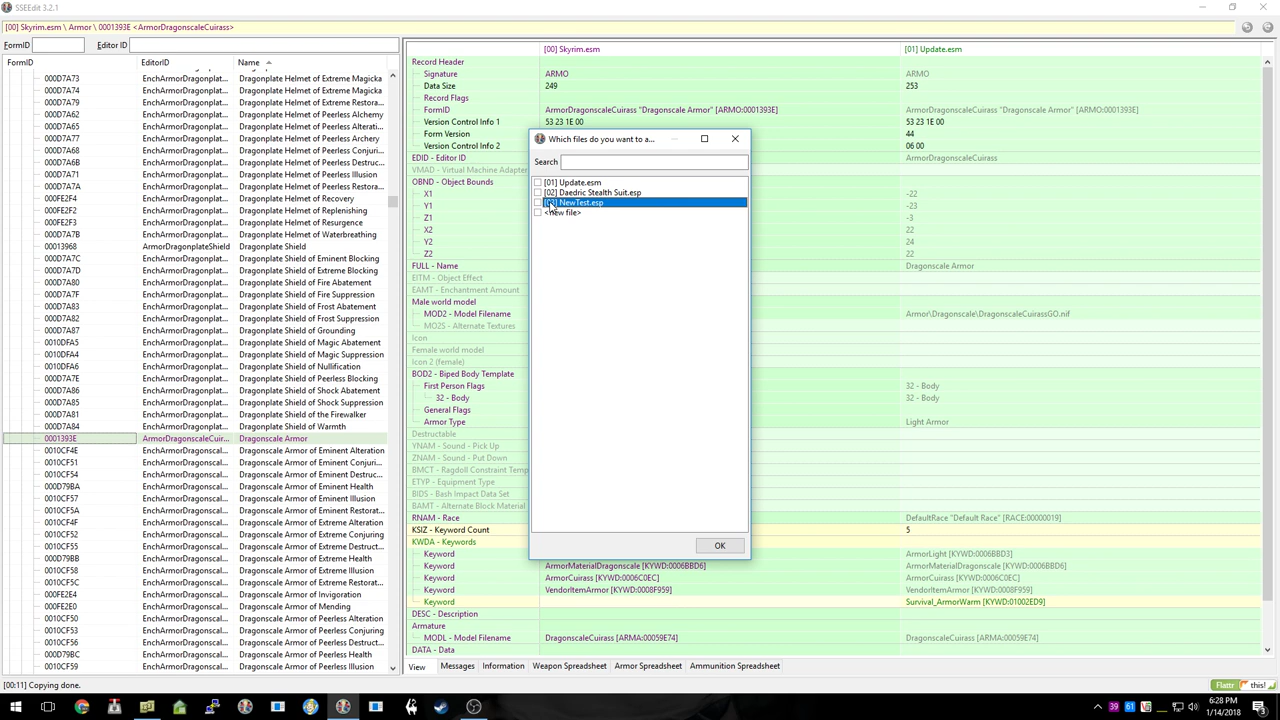 SSEEdit 3.2.1
[00] Skyrim.esm \ Armor \ 0001393E <ArmorDragonscaleCuirass>
FormID
Editor ID
FormID EditorID Name
000D7A73 EnchArmorDragonplat... Dragonplate Helmet of Extreme Magicka
000D7A74 EnchArmorDragonplat... Dragonplate Helmet of Extreme Magicka
000D7A79 EnchArmorDragonplat... Dragonplate Helmet of Extreme Restora...
000D7A62 EnchArmorDragonplat... Dragonplate Helmet of Peerless Alchemy
000D7A65 EnchArmorDragonplat... Dragonplate Helmet of Peerless Alterati...
000D7A77 EnchArmorDragonplat... Dragonplate Helmet of Peerless Archery
000D7A68 EnchArmorDragonplat... Dragonplate Helmet of Peerless Conjuri...
000D7A6B EnchArmorDragonplat... Dragonplate Helmet of Peerless Destruc...
000D7A71 EnchArmorDragonplat... Dragonplate Helmet of Peerless Illusion
000D7A7A EnchArmorDragonplat... Dragonplate Helmet of Peerless Restorat...
000FE2F4 EnchArmorDragonplat... Dragonplate Helmet of Recovery
000FE2F2 EnchArmorDragonplat... Dragonplate Helmet of Replenishing
000FE2F3 EnchArmorDragonplat... Dragonplate Helmet of Resurgence
000D7A7B EnchArmorDragonplat... Dragonplate Helmet of Waterbreathing
00013968 ArmorDragonplateShield Dragonplate Shield
000D7A7C EnchArmorDragonplat... Dragonplate Shield of Eminent Blocking
000D7A7D EnchArmorDragonplat... Dragonplate Shield of Extreme Blocking
000D7A80 EnchArmorDragonplat... Dragonplate Shield of Fire Abatement
000D7A7F EnchArmorDragonplat... Dragonplate Shield of Fire Suppression
000D7A83 EnchArmorDragonplat... Dragonplate Shield of Frost Abatement
000D7A82 EnchArmorDragonplat... Dragonplate Shield of Frost Suppression
000D7A87 EnchArmorDragonplat... Dragonplate Shield of Grounding
0010DFA5 EnchArmorDragonplat... Dragonplate Shield of Magic Abatement
0010DFA4 EnchArmorDragonplat... Dragonplate Shield of Magic Suppression
0010DFA6 EnchArmorDragonplat... Dragonplate Shield of Nullification
000D7A7E EnchArmorDragonplat... Dragonplate Shield of Peerless Blocking
000D7A86 EnchArmorDragonplat... Dragonplate Shield of Shock Abatement
000D7A85 EnchArmorDragonplat... Dragonplate Shield of Shock Suppression
000D7A81 EnchArmorDragonplat... Dragonplate Shield of the Firewalker
000D7A84 EnchArmorDragonplat... Dragonplate Shield of Warmth
0001393E ArmorDragonscaleCuir... Dragonscale Armor
0010CF4E EnchArmorDragonscal... Dragonscale Armor of Eminent Alteration
0010CF51 EnchArmorDragonscal... Dragonscale Armor of Eminent Conjuri...
0010CF54 EnchArmorDragonscal... Dragonscale Armor of Eminent Destruc...
000D79BA EnchArmorDragonscal... Dragonscale Armor of Eminent Health
0010CF57 EnchArmorDragonscal... Dragonscale Armor of Eminent Illusion
0010CF5A EnchArmorDragonscal... Dragonscale Armor of Eminent Restorat...
0010CF4F EnchArmorDragonscal... Dragonscale Armor of Extreme Alteration
0010CF52 EnchArmorDragonscal... Dragonscale Armor of Extreme Conjuring
0010CF55 EnchArmorDragonscal... Dragonscale Armor of Extreme Destruct...
000D79BB EnchArmorDragonscal... Dragonscale Armor of Extreme Health
0010CF58 EnchArmorDragonscal... Dragonscale Armor of Extreme Illusion
0010CF5C EnchArmorDragonscal... Dragonscale Armor of Extreme Restorat...
000FE2E4 EnchArmorDragonscal... Dragonscale Armor of Invigoration
000FE2E0 EnchArmorDragonscal... Dragonscale Armor of Mending
0010CF50 EnchArmorDragonscal... Dragonscale Armor of Peerless Alteration
0010CF53 EnchArmorDragonscal... Dragonscale Armor of Peerless Conjuring
0010CF56 EnchArmorDragonscal... Dragonscale Armor of Peerless Destruct...
000D79BC EnchArmorDragonscal... Dragonscale Armor of Peerless Health
0010CF59 EnchArmorDragonscal... Dragonscale Armor of Peerless Illusion
[00] Skyrim.esm [01] Update.esm
Record Header
Signature ARMO ARMO
Data Size 249 253
Record Flags
FormID ArmorDragonscaleCuirass "Dragonscale Armor" [ARMO:0001393E] ArmorDragonscaleCuirass "Dragonscale Armor" [ARMO:0001393E]
Version Control Info 1 53 23 1E 00 53 23 1E 00
Form Version 44
Version Control Info 2 06 00
EDID - Editor ID ArmorDragonscaleCuirass
VMAD - Virtual Machine Adapter
OBND - Object Bounds
X1 -22
Y1 -23
Z1 -3
X2 22
Y2 24
Z2 22
FULL - Name Dragonscale Armor
EITM - Object Effect
EAMT - Enchantment Amount
Male world model
MOD2 - Model Filename Armor\Dragonscale\DragonscaleCuirassGO.nif
MO2S - Alternate Textures
Icon
Female world model
Icon 2 (female)
BOD2 - Biped Body Template
First Person Flags 32 - Body
32 - Body 32 - Body
General Flags
Armor Type Light Armor
Destructable
YNAM - Sound - Pick Up
ZNAM - Sound - Drop
BMCT - Ragdoll Constraint Temp
ETYP - Equipment Type
BIDS - Bash Impact Data Set
BAMT - Alternate Block Material
RNAM - Race DefaultRace "Default Race" [RACE:00000019]
KSIZ - Keyword Count 5
KWDA - Keywords
Keyword ArmorLight [KYWD:0006BBD3]
Keyword ArmorMaterialDragonscale [KYWD:0006BBD6] ArmorMaterialDragonscale [KYWD:0006BBD6]
Keyword ArmorCuirass [KYWD:0006C0EC] ArmorCuirass [KYWD:0006C0EC]
Keyword VendorItemArmor [KYWD:0008F959] VendorItemArmor [KYWD:0008F959]
Keyword Survival_ArmorWarm [KYWD:01002ED9]
DESC - Description
Armature
MODL - Model Filename DragonscaleCuirass [ARMA:00059E74] DragonscaleCuirass [ARMA:00059E74]
DATA - Data
Which files do you want to a...
Search
[01] Update.esm
[02] Daedric Stealth Suit.esp
[03] NewTest.esp
<new file>
OK
View Messages Information Weapon Spreadsheet Armor Spreadsheet Ammunition Spreadsheet
[00:11] Copying done.
Flattr this!
39 61
6:28 PM
1/14/2018